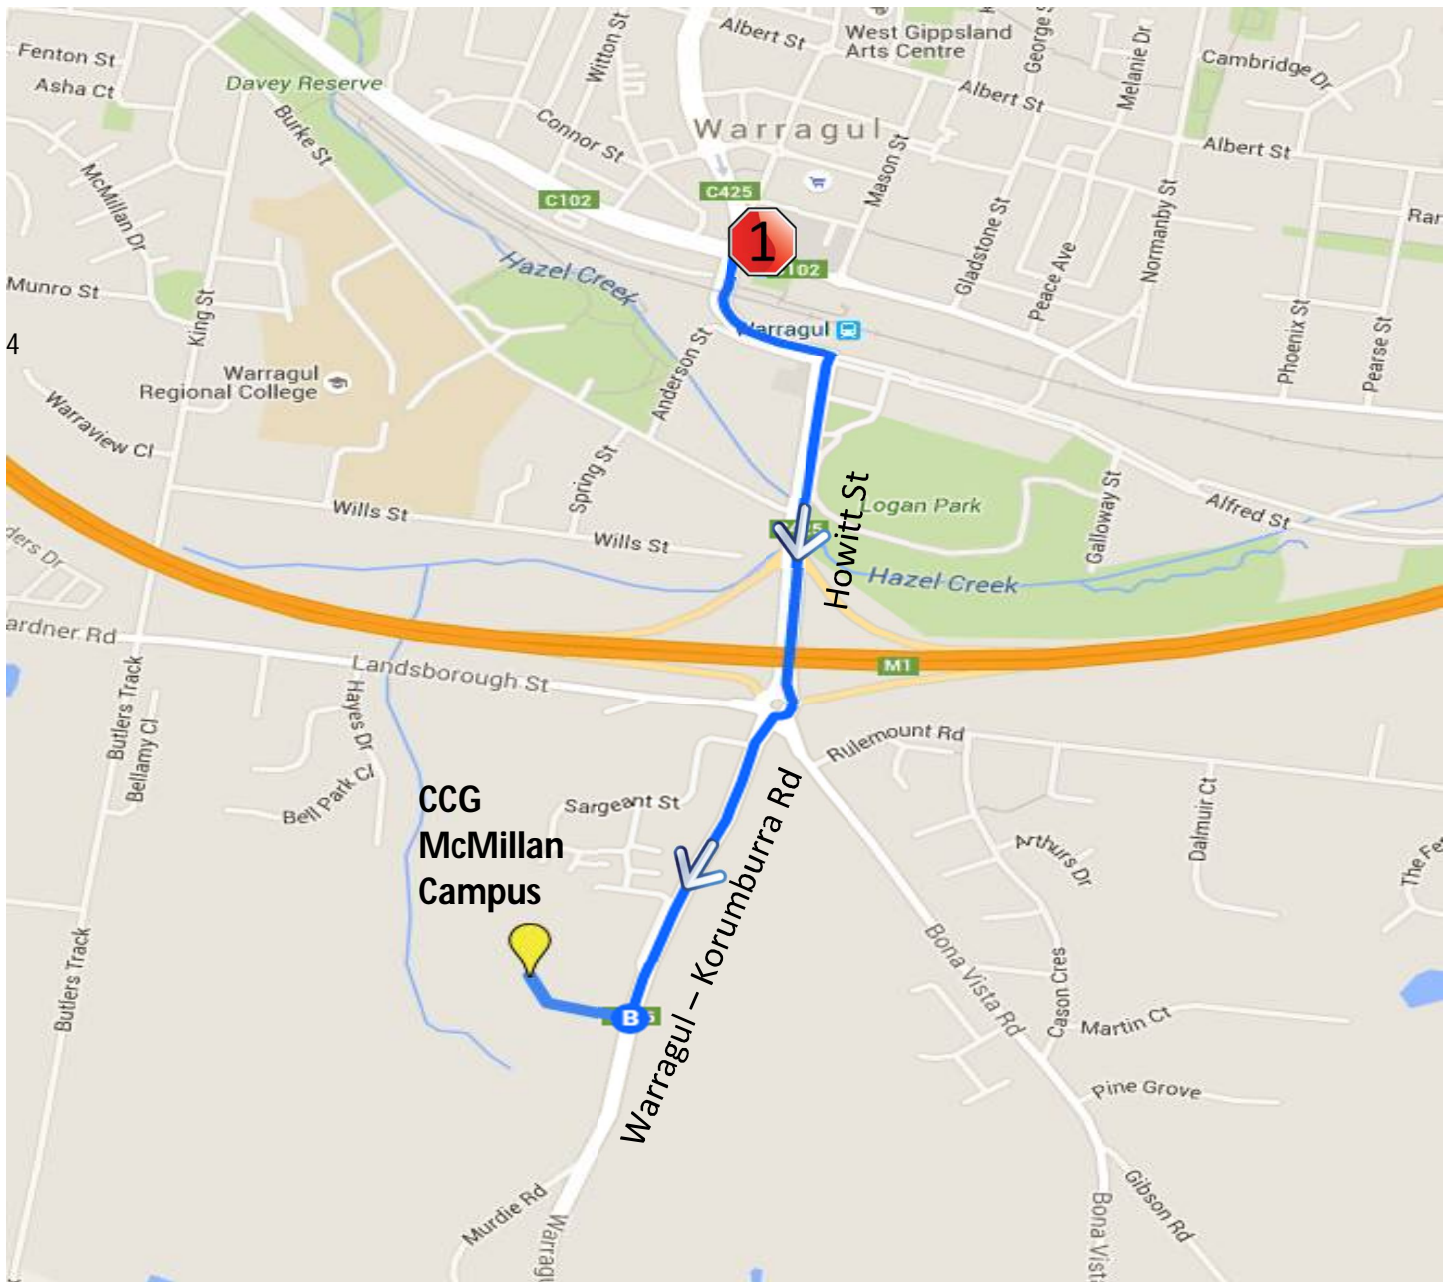 Albert St
West Gippsland
Arts Centre
Witton St
Melanie Dr
Cambridge Dr
Fenton St
Asha Ct
Davey Reserve
Albert St
Burke St
Connor St
Warragul
Mason St
Albert St
McMillan Dr
C102
C425
1
102
Gladstone St
Normanby St
Peace Ave
Hazel Creek
Munro St
King St
4
Warragul
Regional College
Anderson St
Phoenix St
Pearse St
Warraview Cl
Spring St
Wills St
Wills St
Howitt St
Logan Park
Galloway St
Alfred St
Hazel Creek
M1
Landsborough St
Butlers Track
Bellamy Cl
Hayes Dr
Bell Park Cl
Rulemount Rd
Sargeant St
CCG
McMillan
Campus
Warragul – Korumburra Rd
Arthurs Dr
Dalmuir Ct
Bona Vista Rd
Cason Cres
Martin Ct
Butlers Track
B
Pine Grove
Murdie Rd
Gibson Rd